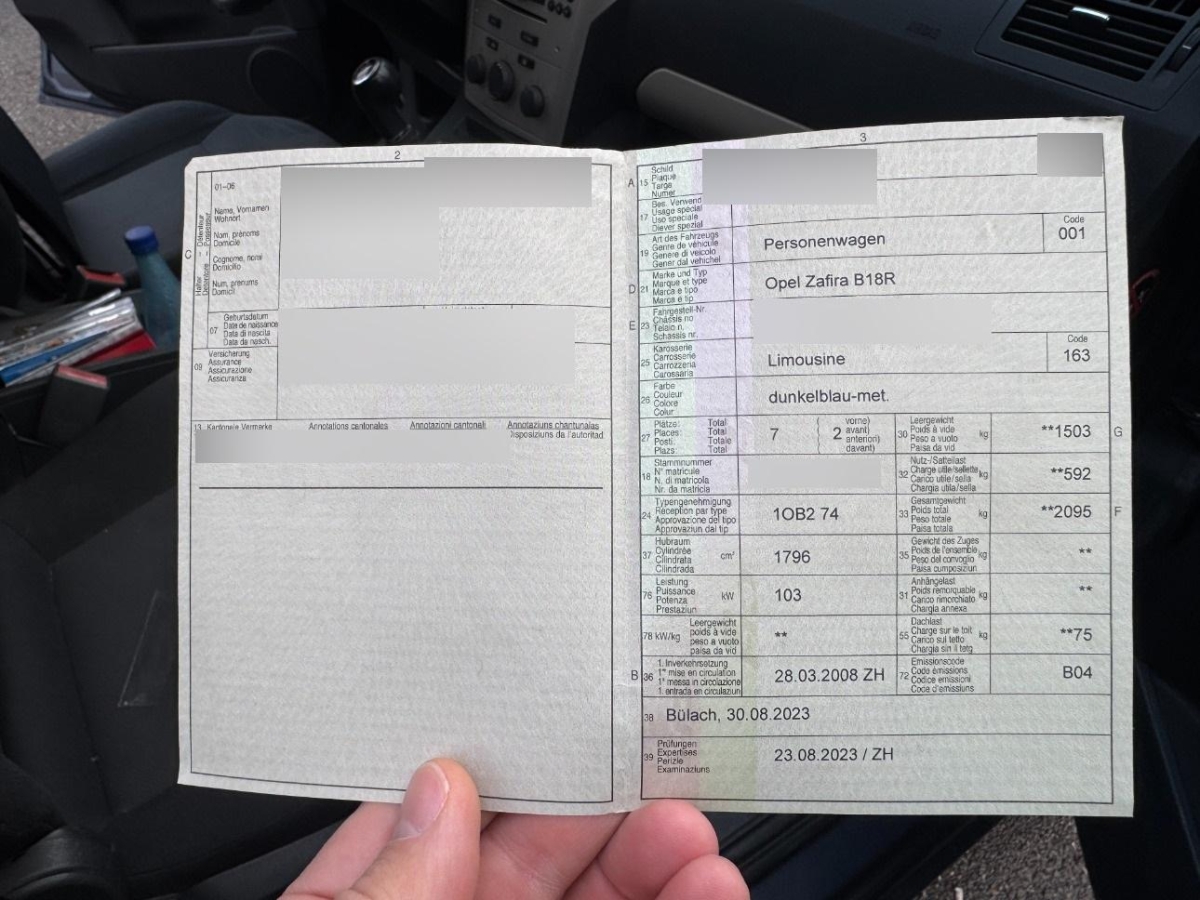 2
01–06
Name, Vornamen
Wohnort
Nom, prénoms
Domicile
Cognome, nomi
Domicilio
Num, prenums
Domicil
C
07
Geburtsdatum
Date de naissance
Data di nascita
Data da nasch.
09
Versicherung
Assurance
Assicurazione
Assicuranza
13 Kantonale Vermerke
Annotations cantonales
Annotazioni cantonali
Annotaziuns chantunalas
Disposiziuns da l'autoritad
3
A 15 Schild
Plaque
Targa
Numer
17 Bes. Verwend
Usage spécial
Uso speciale
Diever spezial
19 Art des Fahrzeugs
Genre de véhicule
Genere di veicolo
Gener dal vehichel
Personenwagen
Code
001
D 21 Marke und Typ
Marque et type
Marca e tipo
Marca e tip
Opel Zafira B18R
E 23 Fahrgestell-Nr.
Châssis no
Telaio n.
Schassis nr.
25 Karosserie
Carrosserie
Carrozzeria
Carossaria
Limousine
Code
163
26 Farbe
Couleur
Colore
Colur
dunkelblau-met.
27 Plätze: Total
Places: Total
Posti: Totale
Plazs: Total
7 ( 2 vorne)
avant)
anteriori)
davant)
30 Leergewicht
Poids à vide
Peso a vuoto
Paisa da vid
kg
**1503
G
18 Stammnummer
N° matricule
N. di matricola
Nr. da matricla
32 Nutz-/Sattellast
Charge utile/sellette
Carico utile/sella
Chargia utila/sella
kg
**592
24 Typengenehmigung
Réception par type
Approvazione del tipo
Approvaziun dal tip
1OB2 74
33 Gesamtgewicht
Poids total
Peso totale
Paisa totala
kg
**2095
F
37 Hubraum
Cylindrée
Cilindrata
Cilindrada
cm³
1796
35 Gewicht des Zuges
Poids de l'ensemble
Peso del convoglio
Paisa cumposiziun
kg
**
76 Leistung
Puissance
Potenza
Prestaziun
kW
103
31 Anhängelast
Poids remorquable
Carico rimorchiato
Chargia annexa
kg
**
78 kW/kg
Leergewicht
poids à vide
peso a vuoto
paisa da vid
**
55 Dachlast
Charge sur le toit
Carico sul tetto
Chargia sin il tetg
kg
**75
B 36 1. Inverkehrsetzung
1re mise en circulation
1a messa in circolazione
1. entrada en circulaziun
28.03.2008 ZH
72 Emissionscode
Code émissions
Codice emissioni
Code d'emissiuns
B04
38 Bülach, 30.08.2023
39 Prüfungen
Expertises
Perizie
Examinaziuns
23.08.2023 / ZH